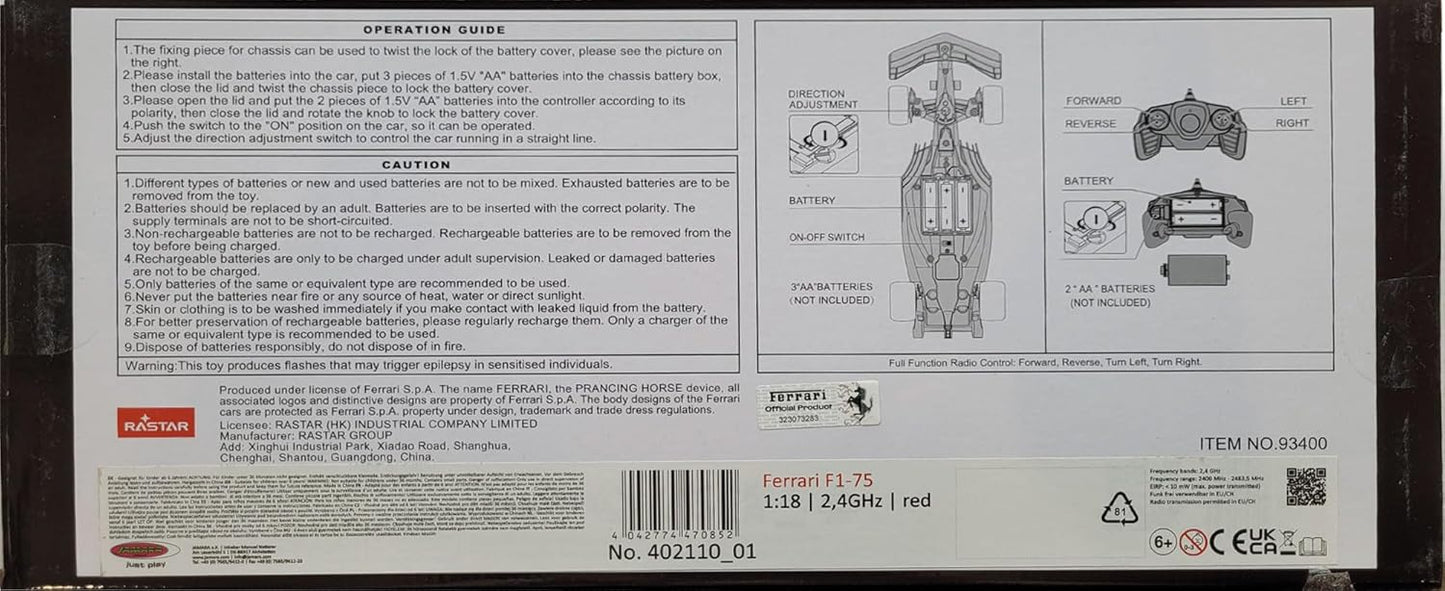 OPERATION GUIDE
1.The fixing piece for chassis can be used to twist the lock of the battery cover, please see the picture on
the right.
2.Please install the batteries into the car, put 3 pieces of 1.5V "AA" batteries into the chassis battery box,
then close the lid and twist the chassis piece to lock the battery cover.
3.Please open the lid and put the 2 pieces of 1.5V "AA" batteries into the controller according to its
polarity, then close the lid and rotate the knob to lock the battery cover.
4.Push the switch to the "ON" position on the car, so it can be operated.
5.Adjust the direction adjustment switch to control the car running in a straight line.
CAUTION
1.Different types of batteries or new and used batteries are not to be mixed. Exhausted batteries are to be
removed from the toy.
2.Batteries should be replaced by an adult. Batteries are to be inserted with the correct polarity. The
supply terminals are not to be short-circuited.
3.Non-rechargeable batteries are not to be recharged. Rechargeable batteries are to be removed from the
toy before being charged.
4.Rechargeable batteries are only to be charged under adult supervision. Leaked or damaged batteries
are not to be charged.
5.Only batteries of the same or equivalent type are recommended to be used.
6.Never put the batteries near fire or any source of heat, water or direct sunlight.
7.Skin or clothing is to be washed immediately if you make contact with leaked liquid from the battery.
8.For better preservation of rechargeable batteries, please regularly recharge them. Only a charger of the
same or equivalent type is recommended to be used.
9.Dispose of batteries responsibly, do not dispose of in fire.
Warning:This toy produces flashes that may trigger epilepsy in sensitised individuals.
DIRECTION
ADJUSTMENT
BATTERY
ON-OFF SWITCH
3"AA"BATTERIES
(NOT INCLUDED)
FORWARD
REVERSE
LEFT
RIGHT
BATTERY
2 " AA " BATTERIES
(NOT INCLUDED)
Full Function Radio Control: Forward, Reverse, Turn Left, Turn Right.
RASTAR
Produced under license of Ferrari S.p.A. The name FERRARI, the PRANCING HORSE device, all
associated logos and distinctive designs are property of Ferrari S.p.A. The body designs of the Ferrari
cars are protected as Ferrari S.p.A. property under design, trademark and trade dress regulations.
Licensee: RASTAR (HK) INDUSTRIAL COMPANY LIMITED
Manufacturer: RASTAR GROUP
Add: Xinghui Industrial Park, Xiadao Road, Shanghua,
Chenghai, Shantou, Guangdong, China.
Ferrari
Official Product
323073283
ITEM NO.93400
JAMARA
Just play
4 042774 470852
No. 402110_01
Ferrari F1-75
1:18 | 2,4GHz | red
81
Frequency bands: 2,4 GHz
Frequency range: 2400 MHz - 2483,5 MHz
EIRP: < 10 mW (max. power transmitted)
Funk frei verwendbar in EU/CH
Radio transmission permitted in EU/CH
6+
0-3
CE
UK
CA